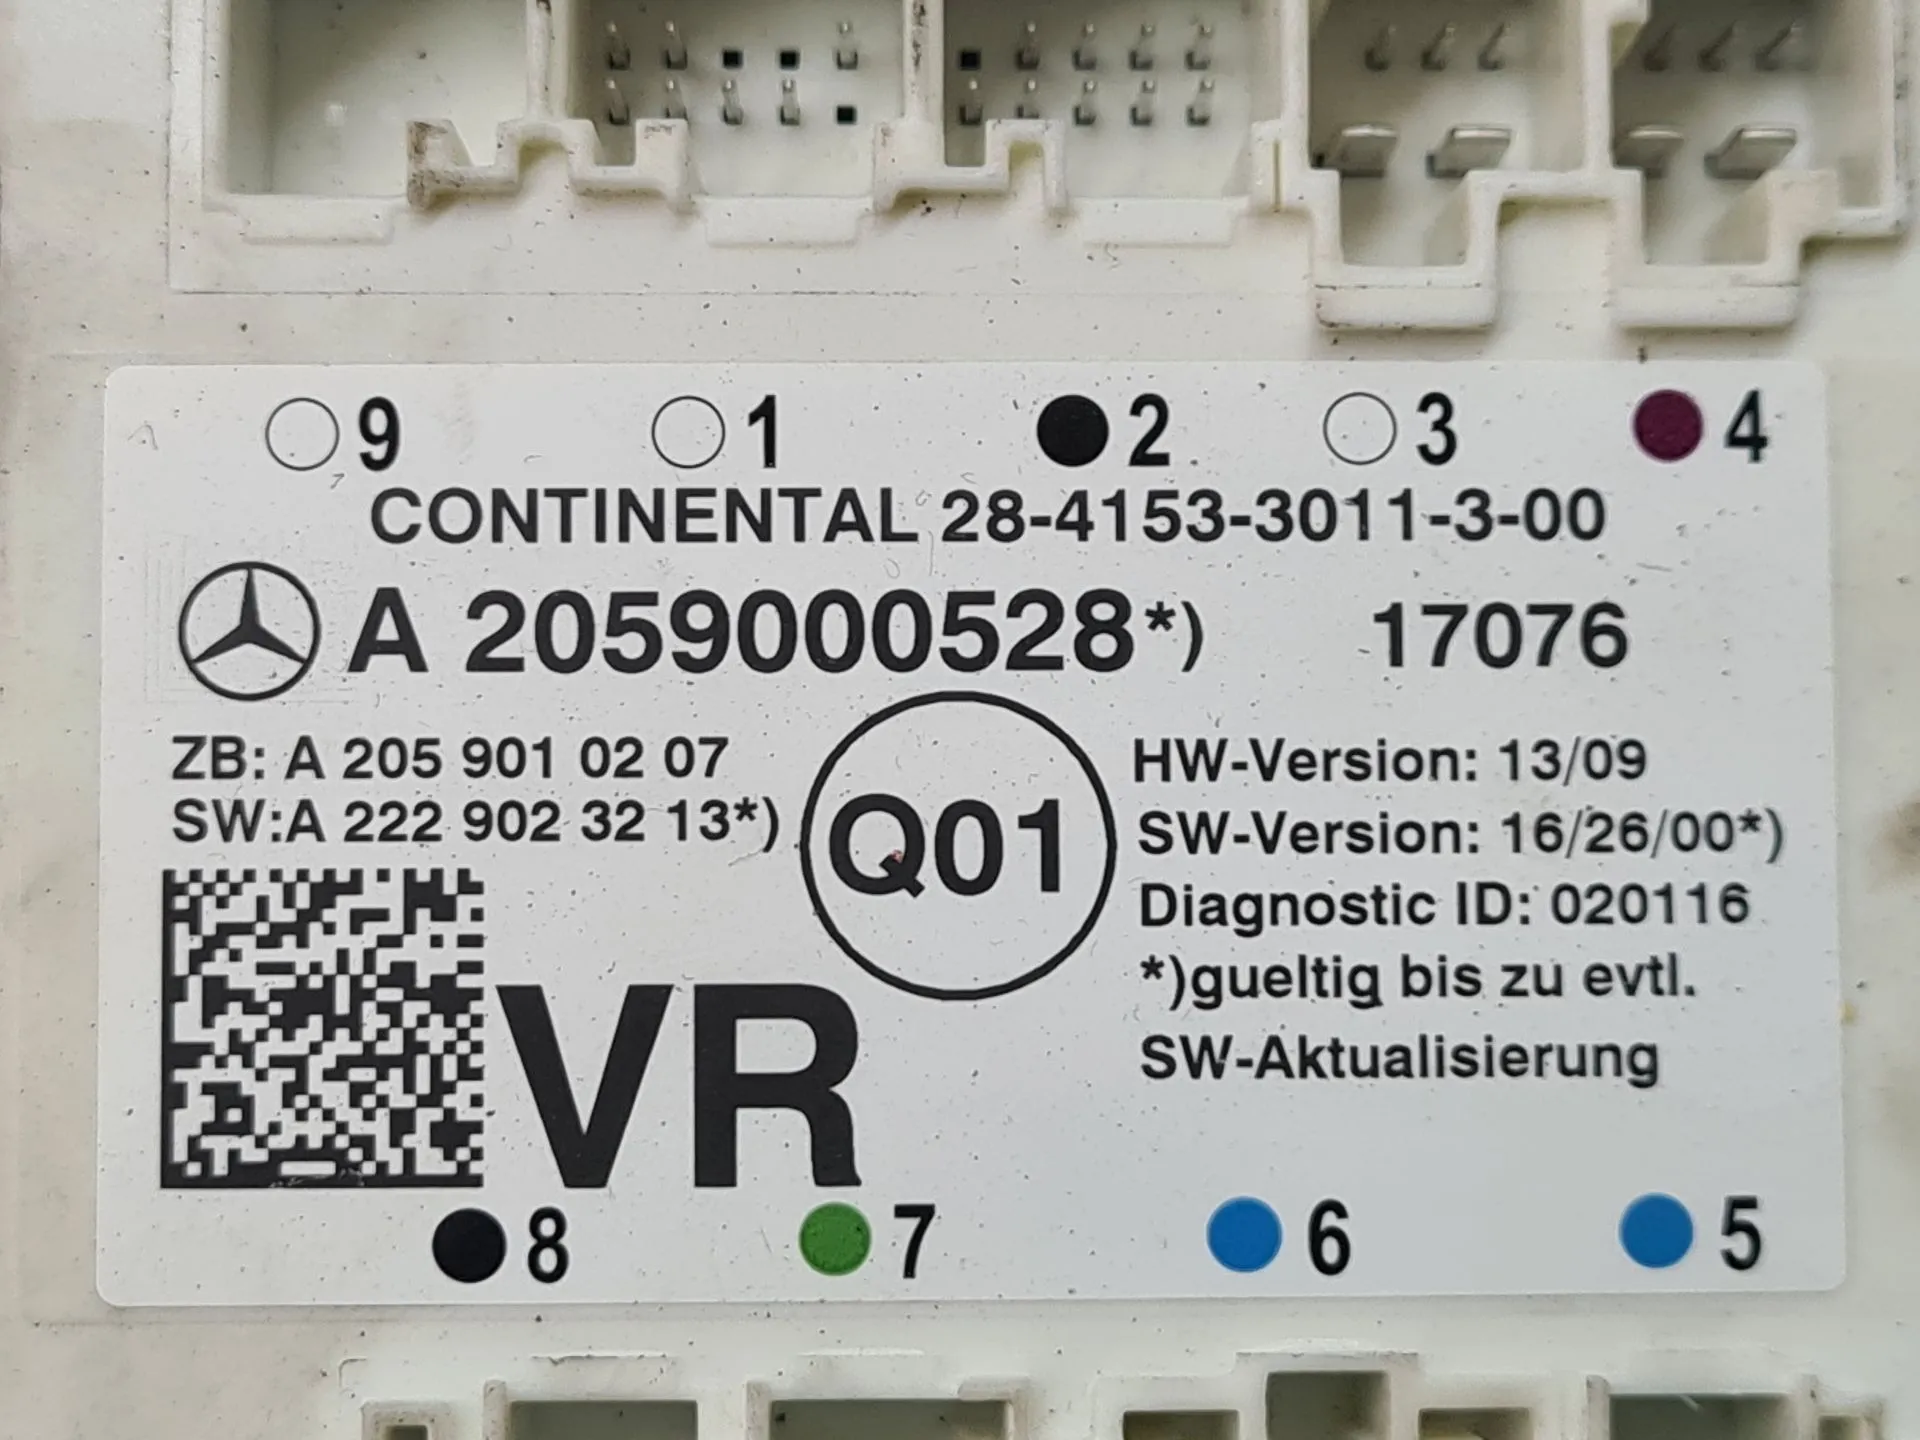 9 1 2 3 4
CONTINENTAL 28-4153-3011-3-00
A 2059000528*) 17076
ZB: A 205 901 02 07
SW:A 222 902 32 13*)
Q01
HW-Version: 13/09
SW-Version: 16/26/00*)
Diagnostic ID: 020116
*)gueltig bis zu evtl.
SW-Aktualisierung
VR
8 7 6 5